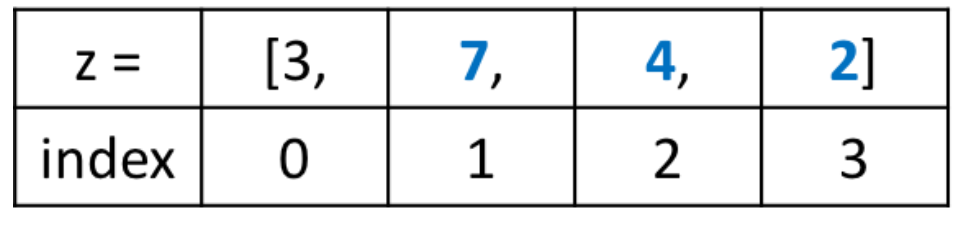 z = [3, 7, 4, 2]
index 0 1 2 3